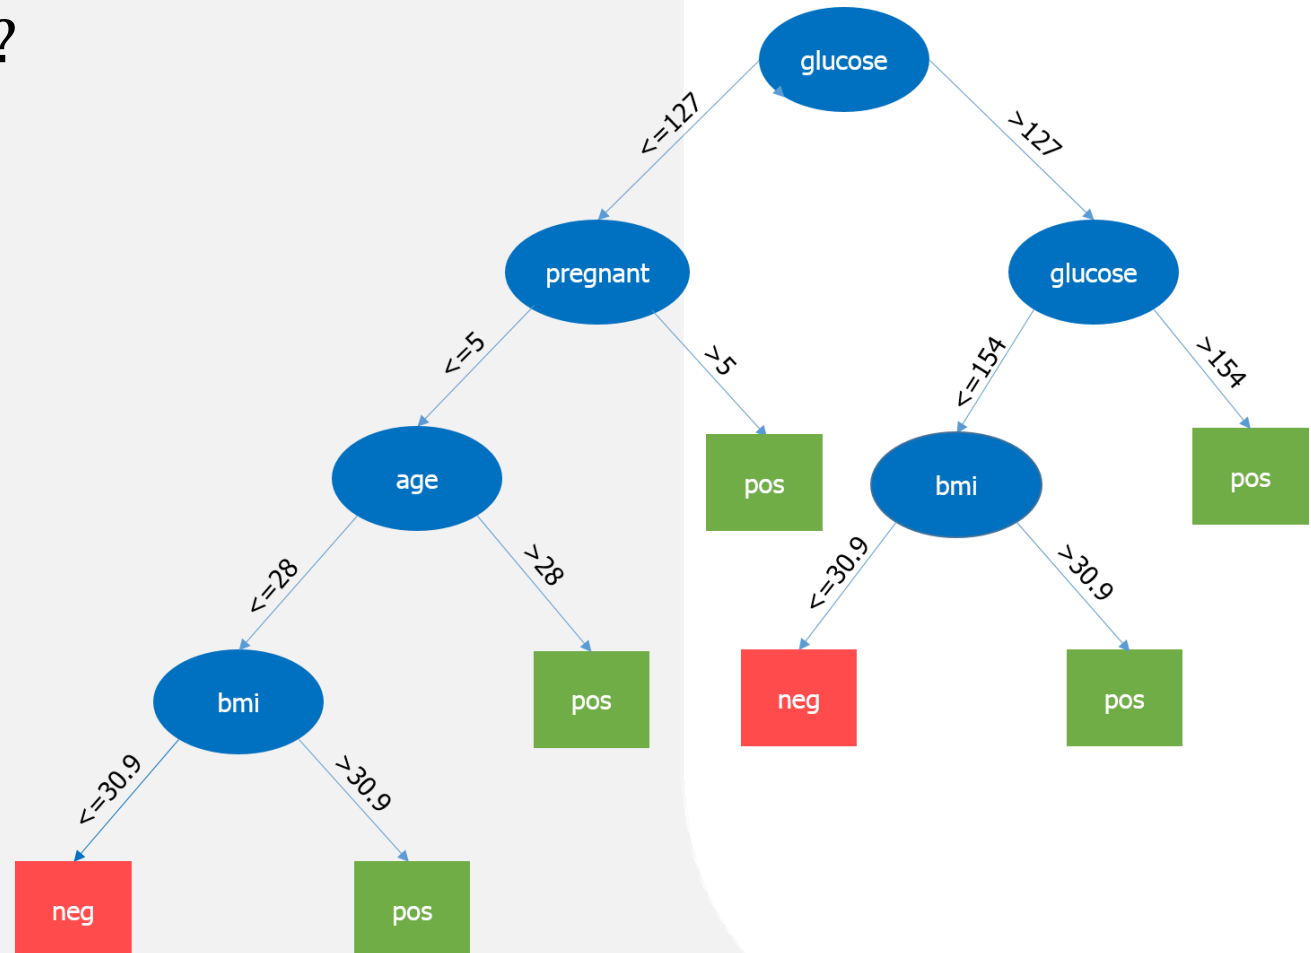 ?
glucose
<=127
>127
pregnant
glucose
<=5
>5
<=154
>154
age
pos
bmi
pos
<=28
>28
<=30.9
>30.9
bmi
pos
neg
pos
<=30.9
>30.9
neg
pos